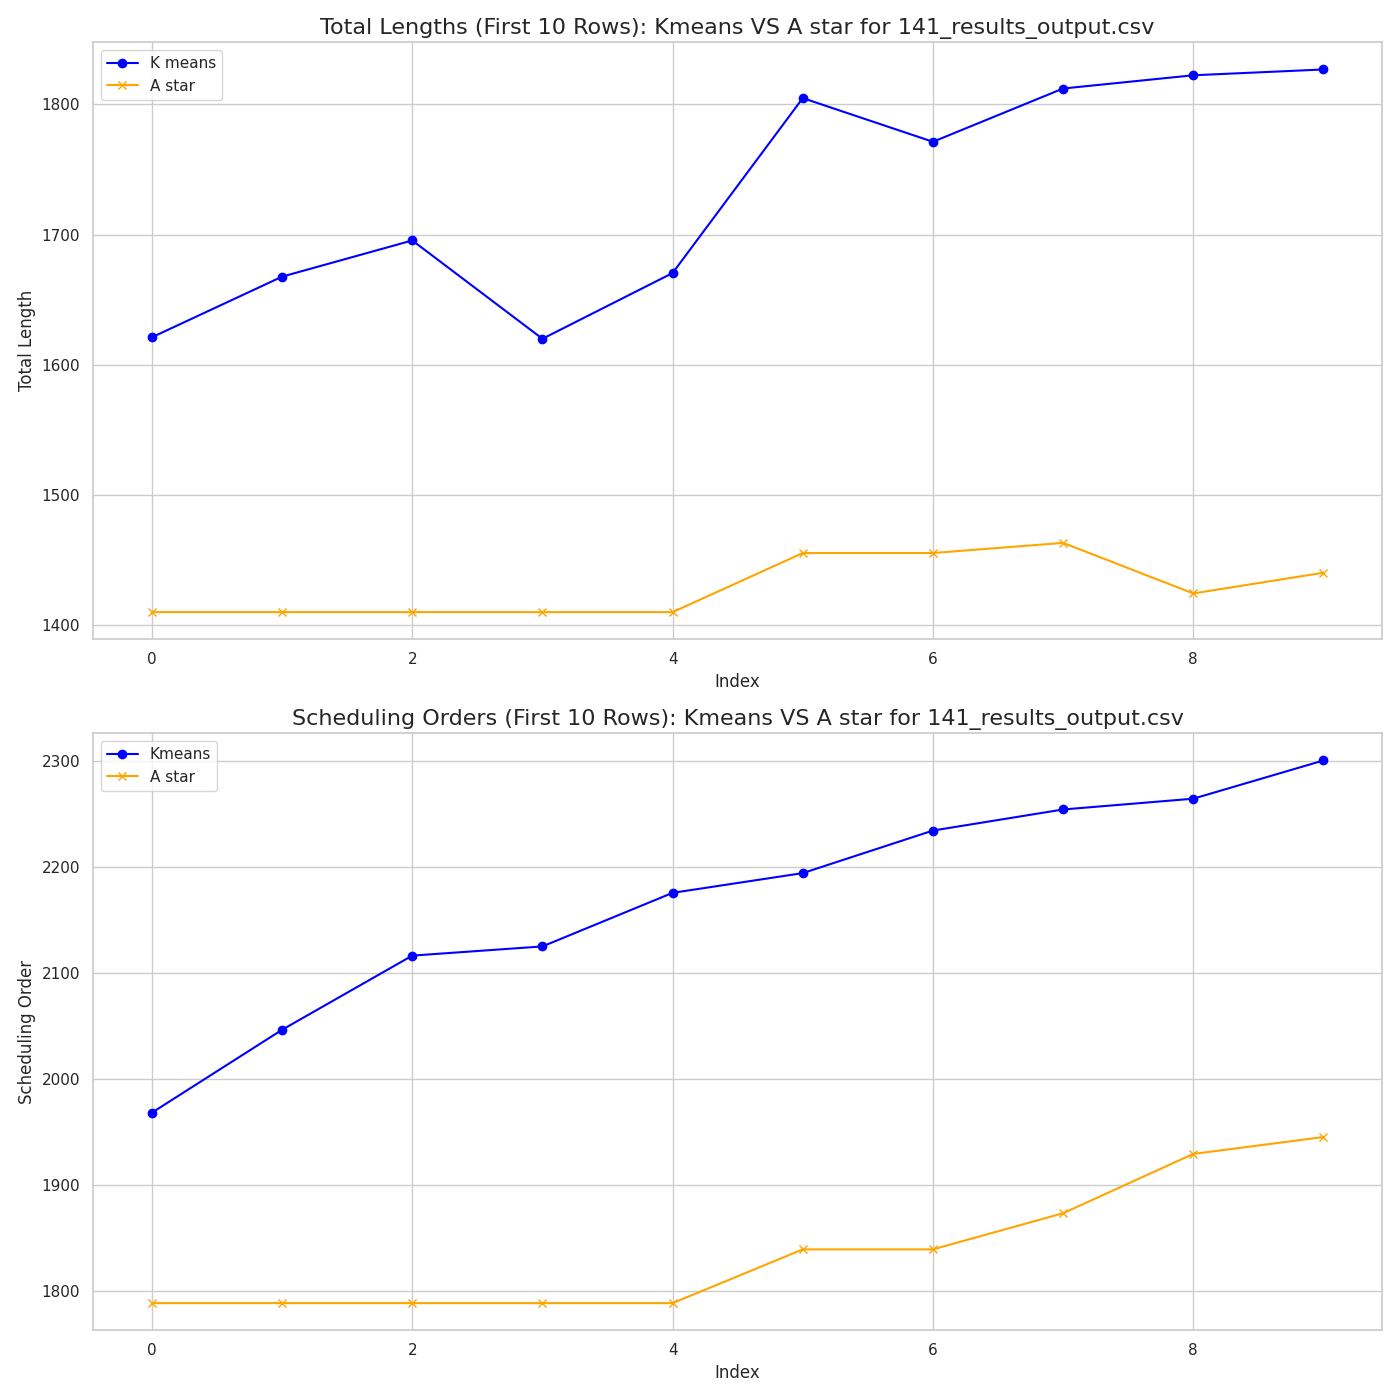 Total Lengths (First 10 Rows): Kmeans VS A star for 141_results_output.csv
K means
A star
Total Length
1800
1700
1600
1500
1400
0 2 4 6 8
Index
Scheduling Orders (First 10 Rows): Kmeans VS A star for 141_results_output.csv
Kmeans
A star
Scheduling Order
2300
2200
2100
2000
1900
1800
0 2 4 6 8
Index